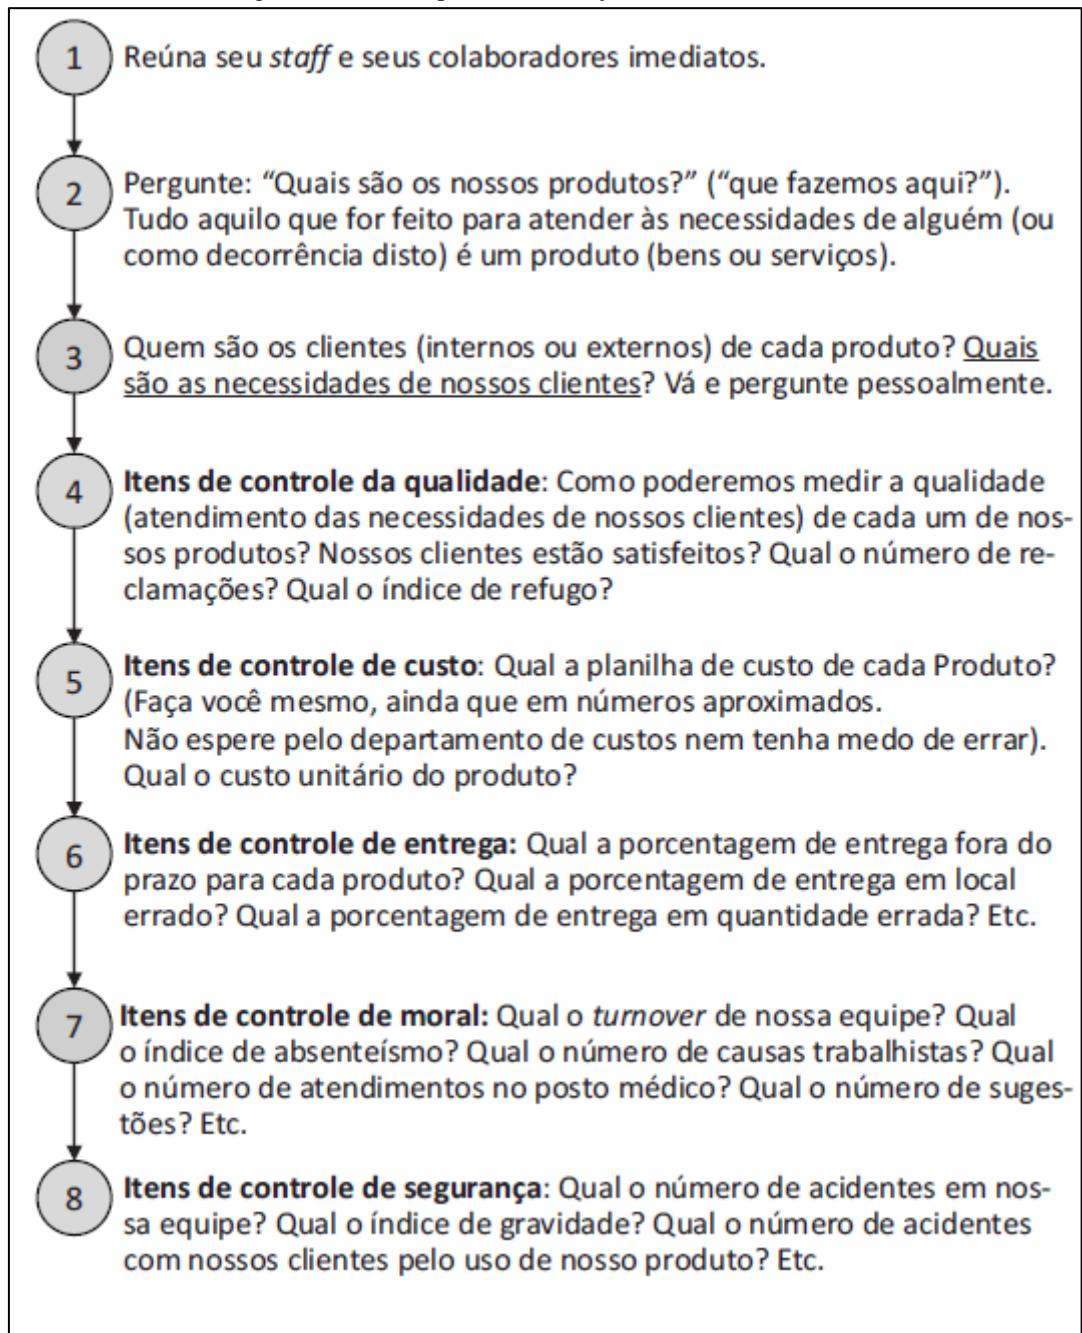 1 Reúna seu staff e seus colaboradores imediatos.
2 Pergunte: “Quais são os nossos produtos?” (“que fazemos aqui?”).
Tudo aquilo que for feito para atender às necessidades de alguém (ou
como decorrência disto) é um produto (bens ou serviços).
3 Quem são os clientes (internos ou externos) de cada produto? Quais
são as necessidades de nossos clientes? Vá e pergunte pessoalmente.
4 Itens de controle da qualidade: Como poderemos medir a qualidade
(atendimento das necessidades de nossos clientes) de cada um de nos-
sos produtos? Nossos clientes estão satisfeitos? Qual o número de re-
clamações? Qual o índice de refugo?
5 Itens de controle de custo: Qual a planilha de custo de cada Produto?
(Faça você mesmo, ainda que em números aproximados.
Não espere pelo departamento de custos nem tenha medo de errar).
Qual o custo unitário do produto?
6 Itens de controle de entrega: Qual a porcentagem de entrega fora do
prazo para cada produto? Qual a porcentagem de entrega em local
errado? Qual a porcentagem de entrega em quantidade errada? Etc.
7 Itens de controle de moral: Qual o turnover de nossa equipe? Qual
o índice de absenteísmo? Qual o número de causas trabalhistas? Qual
o número de atendimentos no posto médico? Qual o número de suges-
tões? Etc.
8 Itens de controle de segurança: Qual o número de acidentes em nos-
sa equipe? Qual o índice de gravidade? Qual o número de acidentes
com nossos clientes pelo uso de nosso produto? Etc.